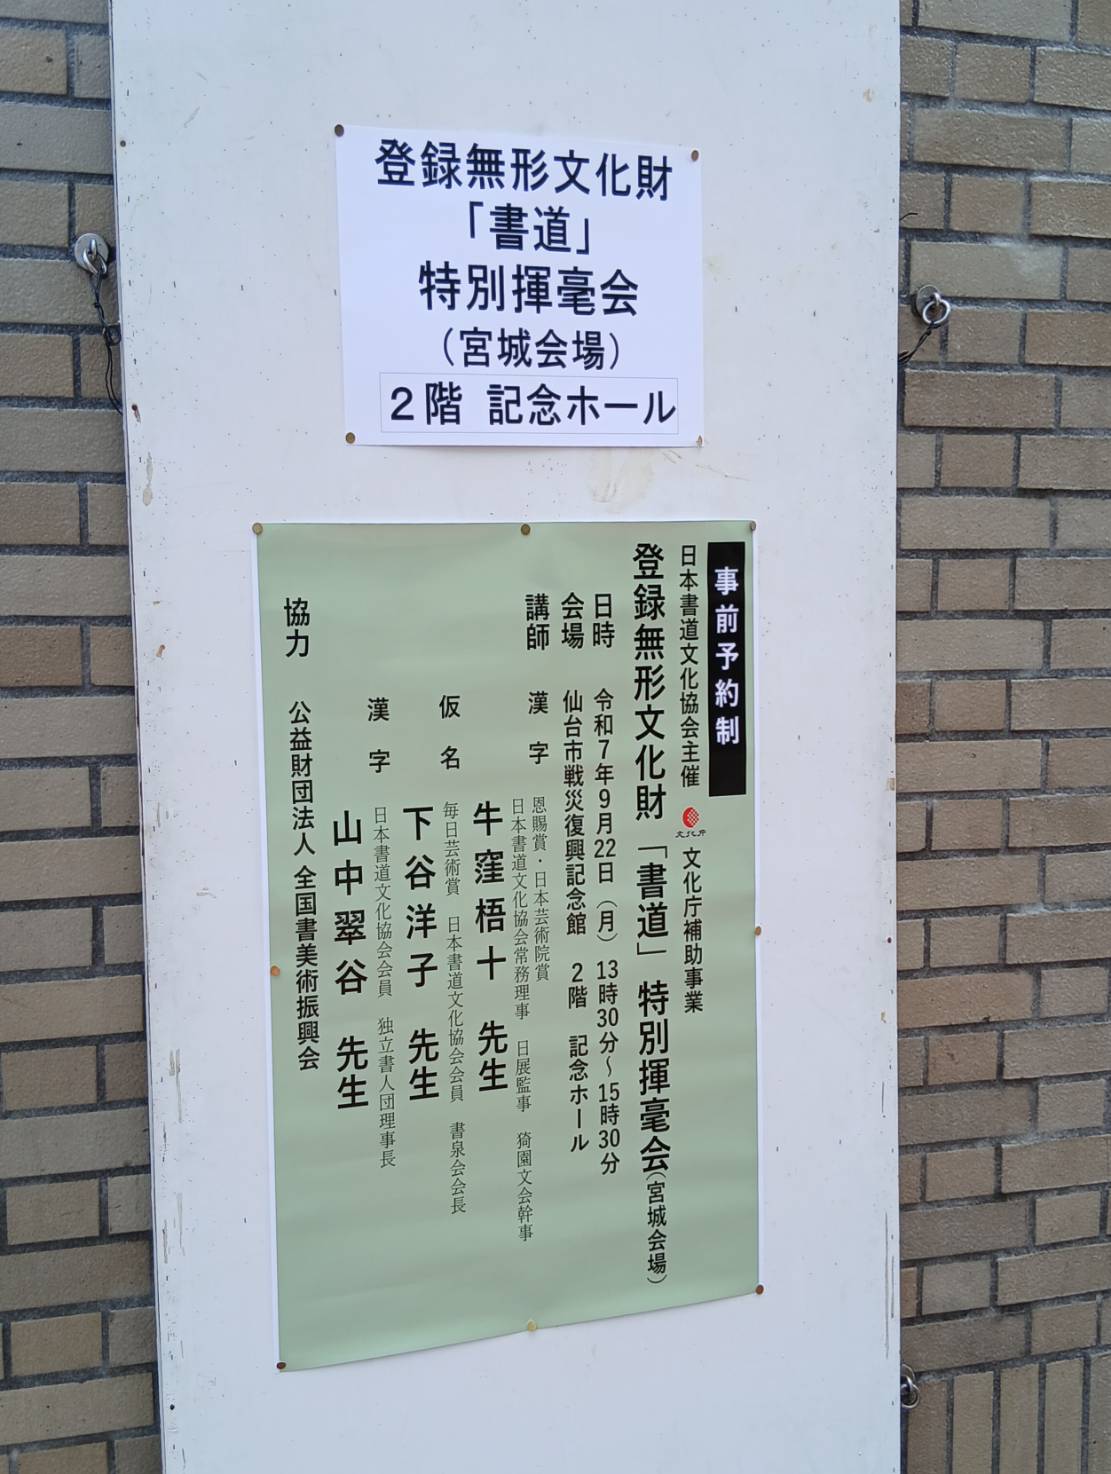 登録無形文化財
「書道」
特別揮毫会
（宮城会場）
２階 記念ホール
事前予約制
日本書道文化協会主催 文化庁 文化庁補助事業
登録無形文化財「書道」特別揮毫会（宮城会場）
日時 令和7年9月22日（月）13時30分～15時30分
会場 仙台市戦災復興記念館 2階 記念ホール
講師 漢字
恩賜賞・日本芸術院賞
日本書道文化協会常務理事 日展監事 猗園文会幹事
牛窪梧十 先生
仮名
毎日芸術賞 日本書道文化協会会員 書泉会会長
下谷洋子 先生
漢字
日本書道文化協会会員 独立書人団理事長
山中翠谷 先生
協力 公益財団法人 全国書美術振興会